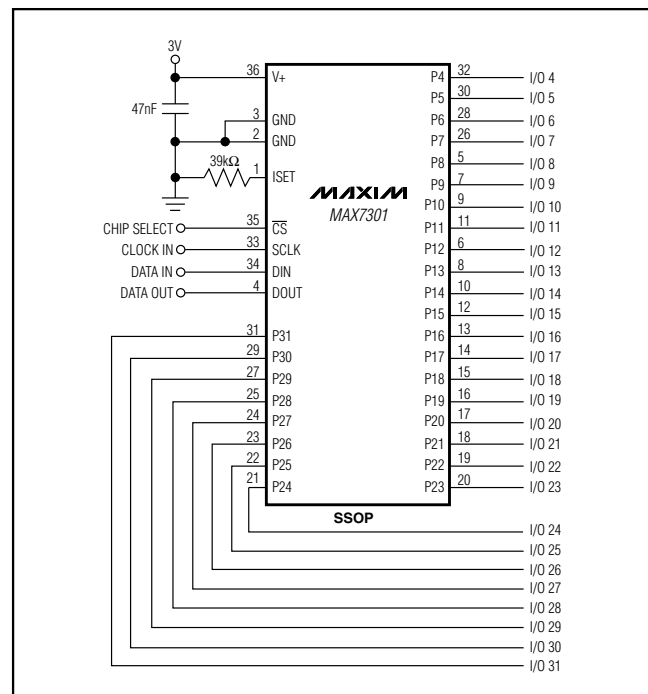 3V
36 V+ P4 32 I/O 4
47nF P5 30 I/O 5
3 GND P6 28 I/O 6
2 GND P7 26 I/O 7
39kΩ P8 5 I/O 8
1 ISET P9 7 I/O 9
MAXIM P10 9 I/O 10
MAX7301
CHIP SELECT 35 CS P11 11 I/O 11
CLOCK IN 33 SCLK P12 6 I/O 12
DATA IN 34 DIN P13 8 I/O 13
DATA OUT 4 DOUT P14 10 I/O 14
P15 12 I/O 15
31 P31 P16 13 I/O 16
29 P30 P17 14 I/O 17
27 P29 P18 15 I/O 18
25 P28 P19 16 I/O 19
24 P27 P20 17 I/O 20
23 P26 P21 18 I/O 21
22 P25 P22 19 I/O 22
21 P24 P23 20 I/O 23
SSOP
I/O 24
I/O 25
I/O 26
I/O 27
I/O 28
I/O 29
I/O 30
I/O 31